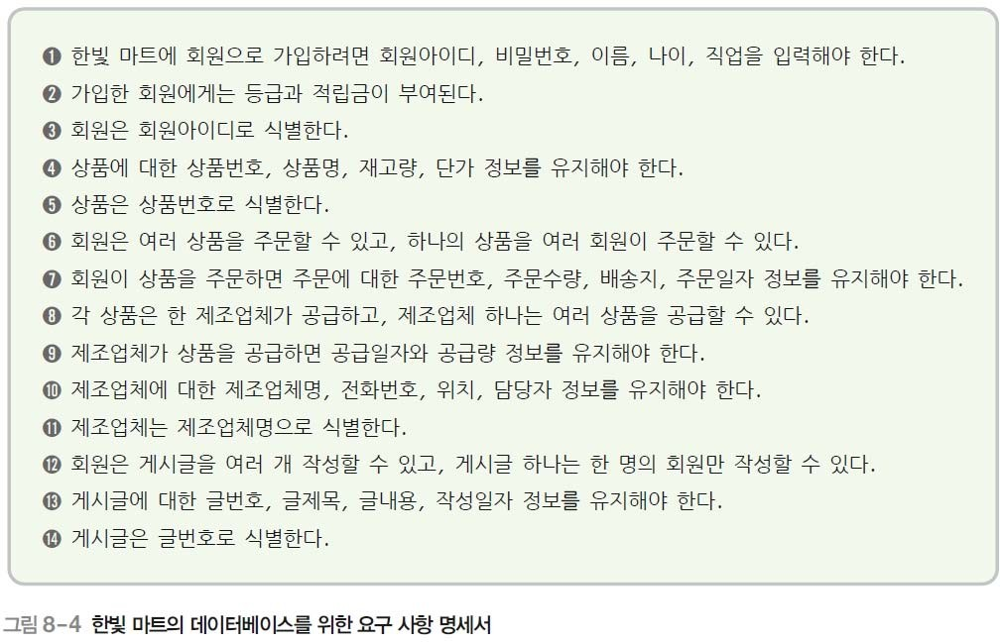 ❶ 한빛 마트에 회원으로 가입하려면 회원아이디, 비밀번호, 이름, 나이, 직업을 입력해야 한다.
❷ 가입한 회원에게는 등급과 적립금이 부여된다.
❸ 회원은 회원아이디로 식별한다.
❹ 상품에 대한 상품번호, 상품명, 재고량, 단가 정보를 유지해야 한다.
❺ 상품은 상품번호로 식별한다.
❻ 회원은 여러 상품을 주문할 수 있고, 하나의 상품을 여러 회원이 주문할 수 있다.
❼ 회원이 상품을 주문하면 주문에 대한 주문번호, 주문수량, 배송지, 주문일자 정보를 유지해야 한다.
❽ 각 상품은 한 제조업체가 공급하고, 제조업체 하나는 여러 상품을 공급할 수 있다.
❾ 제조업체가 상품을 공급하면 공급일자와 공급량 정보를 유지해야 한다.
❿ 제조업체에 대한 제조업체명, 전화번호, 위치, 담당자 정보를 유지해야 한다.
⓫ 제조업체는 제조업체명으로 식별한다.
⓬ 회원은 게시글을 여러 개 작성할 수 있고, 게시글 하나는 한 명의 회원만 작성할 수 있다.
⓭ 게시글에 대한 글번호, 글제목, 글내용, 작성일자 정보를 유지해야 한다.
⓮ 게시글은 글번호로 식별한다.
그림 8-4 한빛 마트의 데이터베이스를 위한 요구 사항 명세서